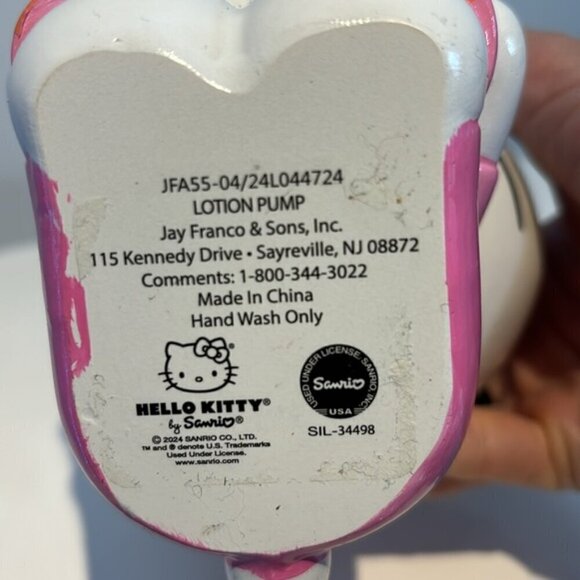 JFA55-04/24L044724
LOTION PUMP
Jay Franco & Sons, Inc.
115 Kennedy Drive • Sayreville, NJ 08872
Comments: 1-800-344-3022
Made In China
Hand Wash Only
HELLO KITTY®
by Sanrio®
© 2024 SANRIO CO., LTD.
™ and ® denote U.S. Trademarks
Used Under License.
www.sanrio.com
USED UNDER LICENSE. SANRIO, INC.
Sanrio
USA
SIL-34498